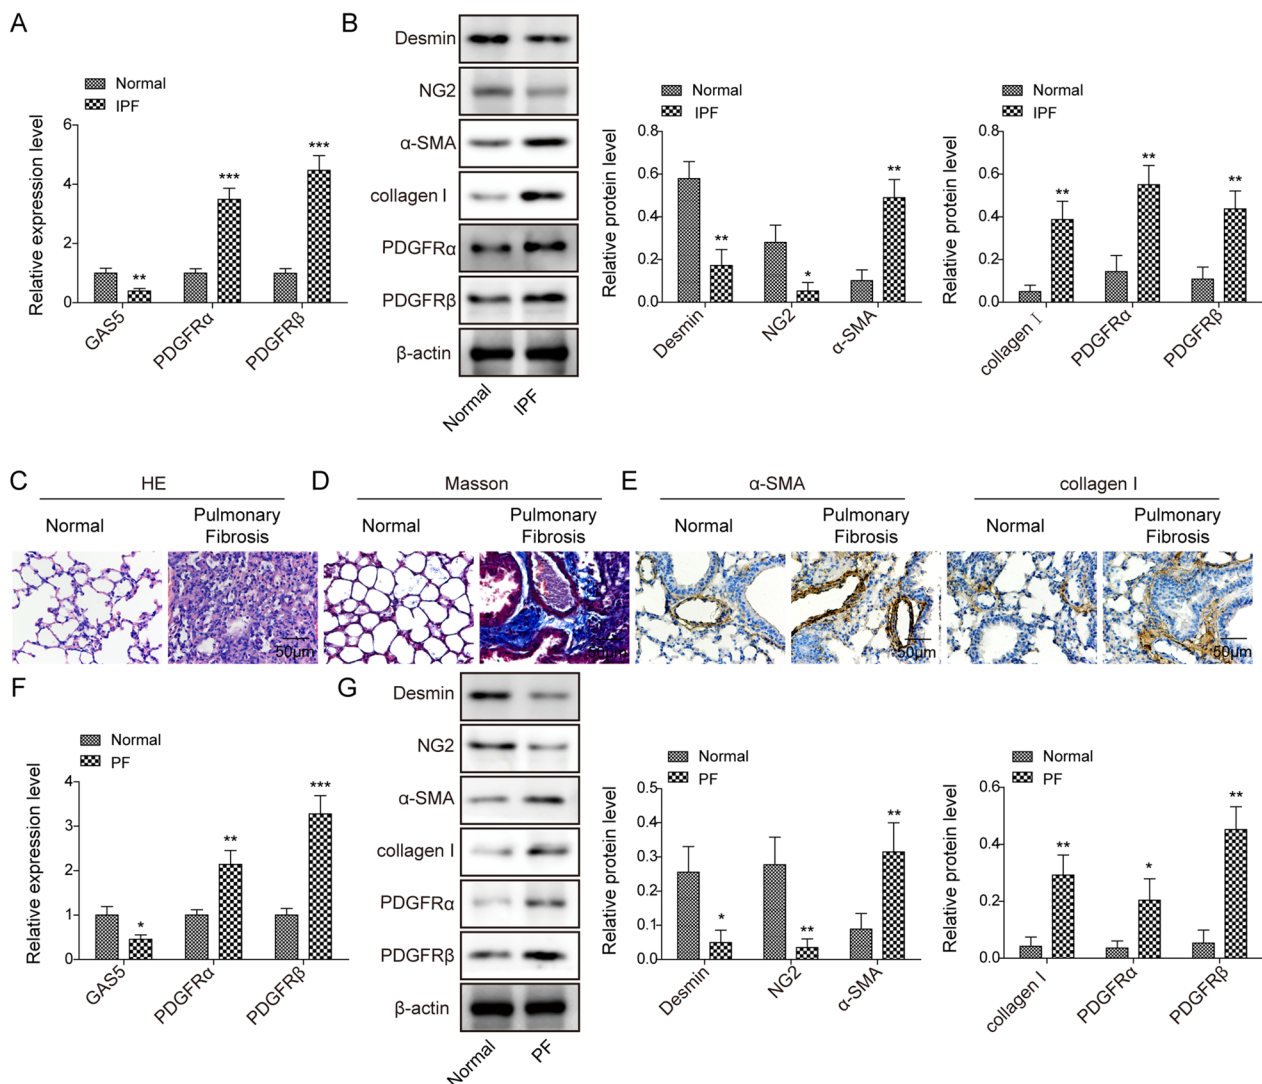 A
Normal
IPF
Relative expression level
6
4
2
0
**
***
***
GAS5
PDGFRα
PDGFRβ
B
Desmin
NG2
α-SMA
collagen I
PDGFRα
PDGFRβ
β-actin
Normal
IPF
Normal
IPF
Relative protein level
0.8
0.6
0.4
0.2
0.0
**
*
**
Desmin
NG2
α-SMA
Normal
IPF
Relative protein level
0.8
0.6
0.4
0.2
0.0
**
**
**
collagen I
PDGFRα
PDGFRβ
C
HE
Normal
Pulmonary
Fibrosis
50μm
D
Masson
Normal
Pulmonary
Fibrosis
50μm
E
α-SMA
Normal
Pulmonary
Fibrosis
50μm
collagen I
Normal
Pulmonary
Fibrosis
50μm
F
Normal
PF
Relative expression level
4
3
2
1
0
*
**
***
GAS5
PDGFRα
PDGFRβ
G
Desmin
NG2
α-SMA
collagen I
PDGFRα
PDGFRβ
β-actin
Normal
PF
Normal
PF
Relative protein level
0.5
0.4
0.3
0.2
0.1
0.0
*
**
**
Desmin
NG2
α-SMA
Normal
PF
Relative protein level
0.6
0.4
0.2
0.0
**
*
**
collagen I
PDGFRα
PDGFRβ